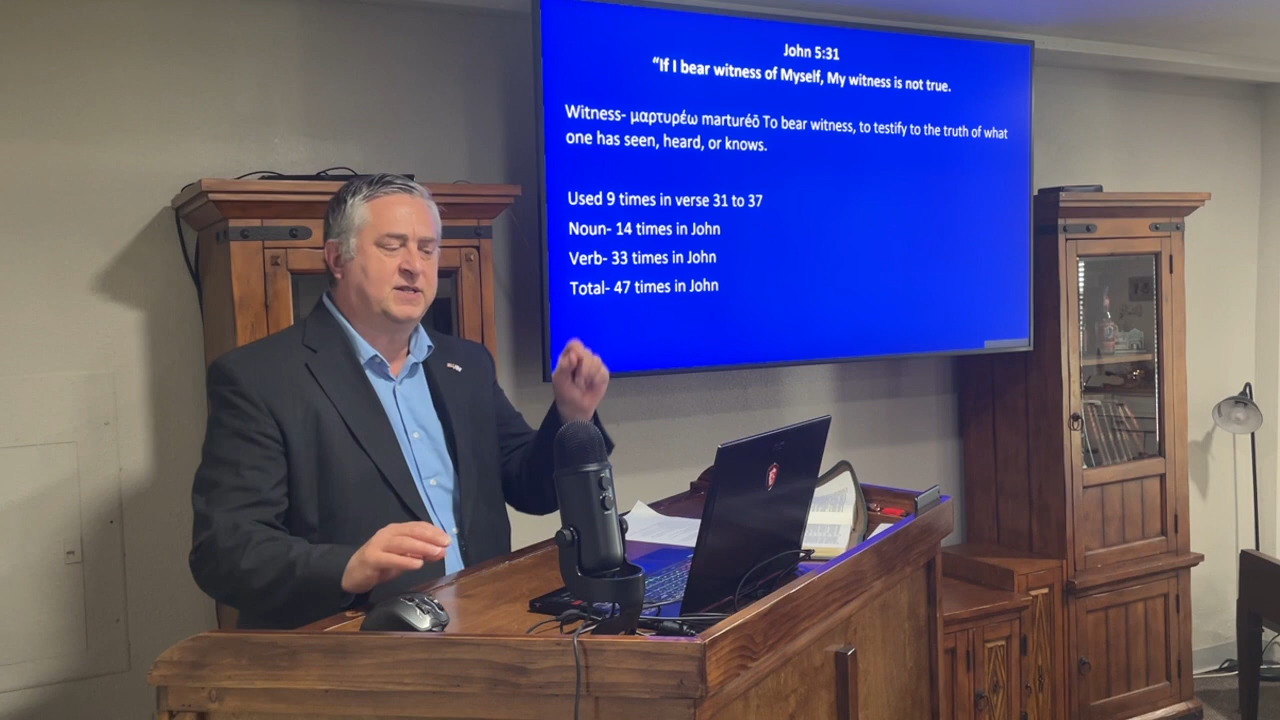 John 5:31
“If I bear witness of Myself, My witness is not true.
Witness- μαρτυρέω marturéō To bear witness, to testify to the truth of what
one has seen, heard, or knows.
Used 9 times in verse 31 to 37
Noun- 14 times in John
Verb- 33 times in John
Total- 47 times in John